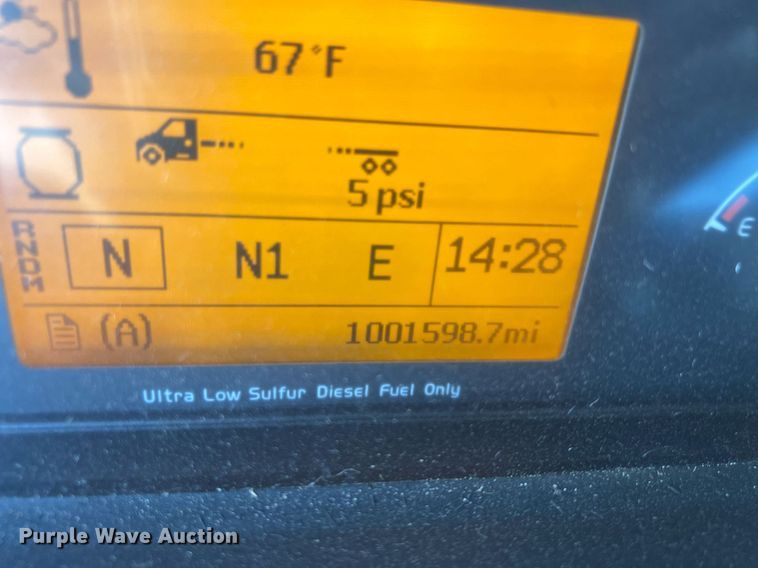 67°F
5 psi
RNDM N N1 E 14:28
(A) 1001598.7mi
E
Ultra Low Sulfur Diesel Fuel Only
Purple Wave Auction